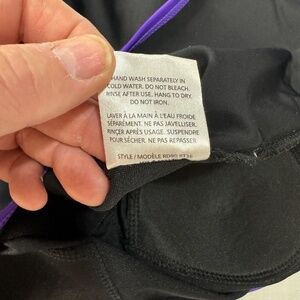 HAND WASH SEPARATELY IN
COLD WATER. DO NOT BLEACH.
RINSE AFTER USE. HANG TO DRY.
DO NOT IRON.
LAVER À LA MAIN À L'EAU FROIDE
SÉPARÉMENT. NE PAS JAVELLISER.
RINÇER APRÈS USAGE. SUSPENDRE
POUR SÉCHER. NE PAS REPASSER.
STYLE / MODÈLE